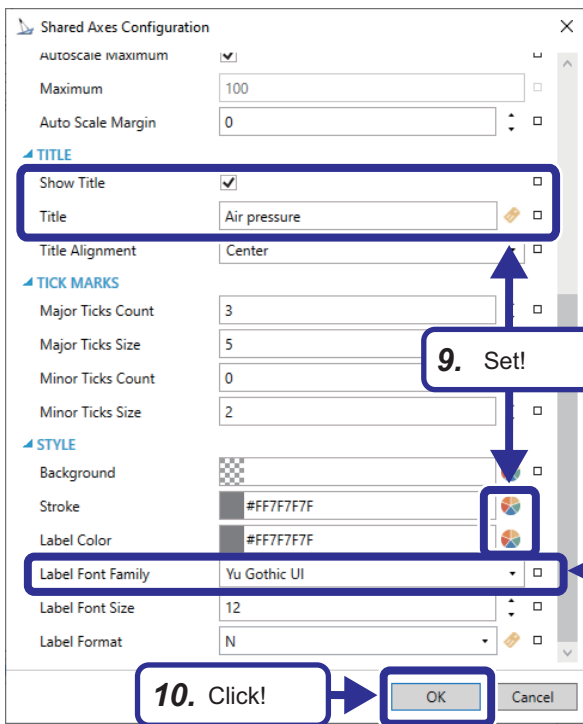 Shared Axes Configuration
Autoscale Maximum
Maximum 100
Auto Scale Margin 0
TITLE
Show Title
Title Air pressure
Title Alignment Center
TICK MARKS
Major Ticks Count 3
Major Ticks Size 5
9. Set!
Minor Ticks Count 0
Minor Ticks Size 2
STYLE
Background
Stroke #FF7F7F7F
Label Color #FF7F7F7F
Label Font Family Yu Gothic UI
Label Font Size 12
Label Format N
10. Click! OK Cancel